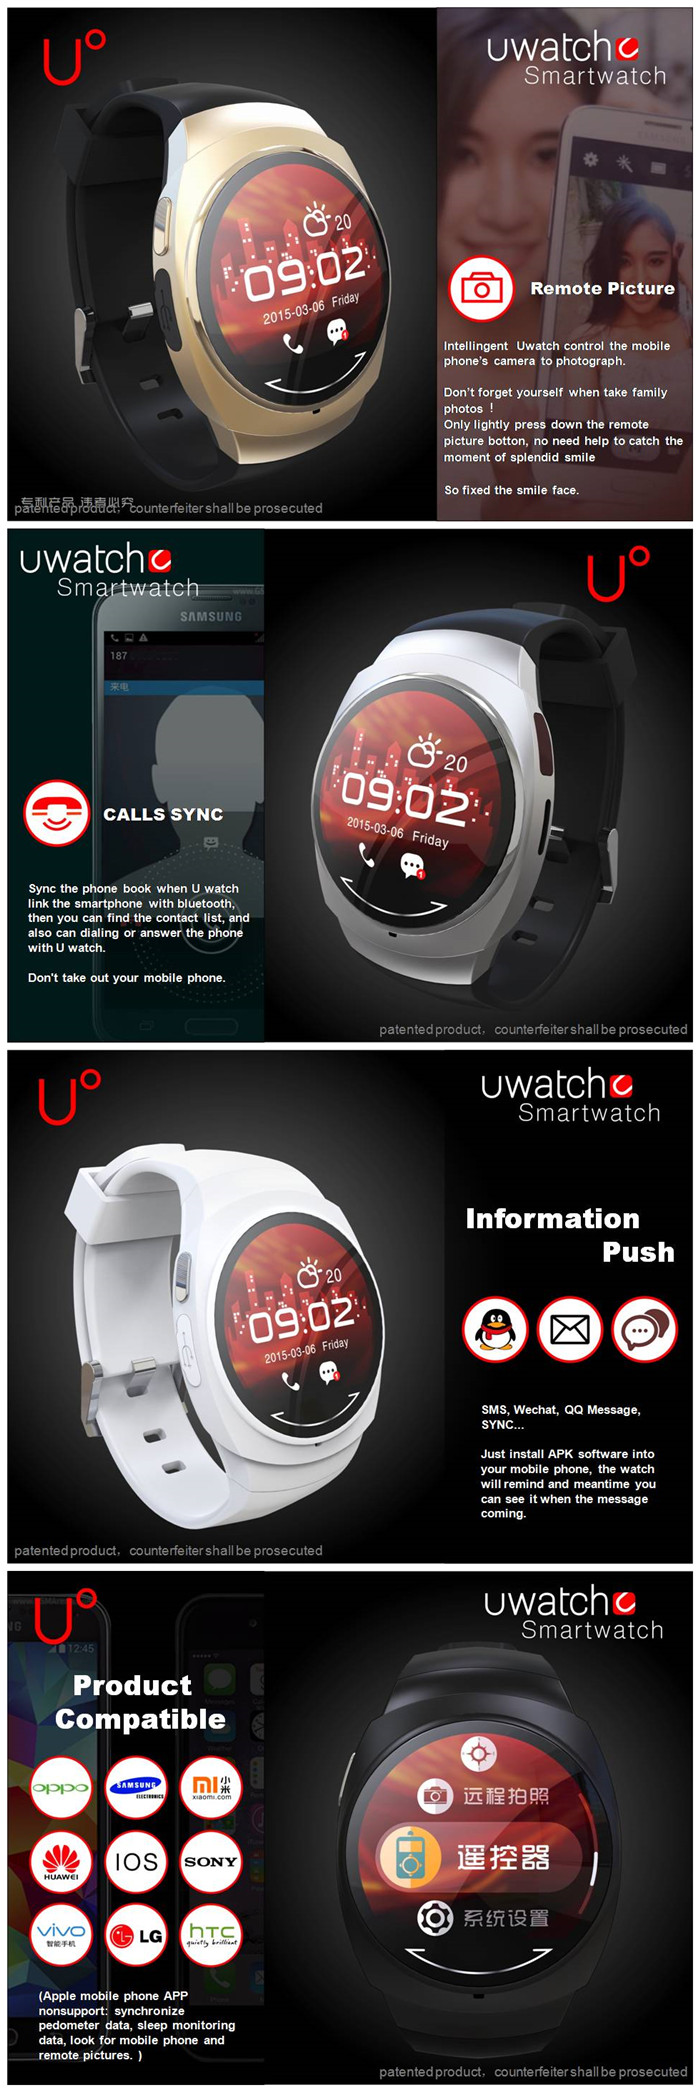 U°
uwatch
Smartwatch
20
09:02
2015-03-06 Friday
1
Remote Picture
Intellingent Uwatch control the mobile
phone's camera to photograph.
Don't forget yourself when take family
photos !
Only lightly press down the remote
picture botton, no need help to catch the
moment of splendid smile
So fixed the smile face.
专利产品 违者必究
patented product, counterfeiter shall be prosecuted
uwatch
Smartwatch
U°
SAMSUNG
187
来电
CALLS SYNC
Sync the phone book when U watch
link the smartphone with bluetooth,
then you can find the contact list, and
also can dialing or answer the phone
with U watch.
Don't take out your mobile phone.
20
09:02
2015-03-06 Friday
1
patented product, counterfeiter shall be prosecuted
U°
uwatch
Smartwatch
20
09:02
2015-03-06 Friday
1
Information
Push
SMS, Wechat, QQ Message,
SYNC...
Just install APK software into
your mobile phone, the watch
will remind and meantime you
can see it when the message
coming.
patented product, counterfeiter shall be prosecuted
U°
12:45
uwatch
Smartwatch
Product
Compatible
oppo
SAMSUNG
ELECTRONICS
mi 小米
xiaomi.com
HUAWEI
IOS
SONY
vivo
智能手机
LG
hTC
quietly brilliant
(Apple mobile phone APP
nonsupport: synchronize
pedometer data, sleep monitoring
data, look for mobile phone and
remote pictures. )
远程拍照
遥控器
系统设置
patented product, counterfeiter shall be prosecuted